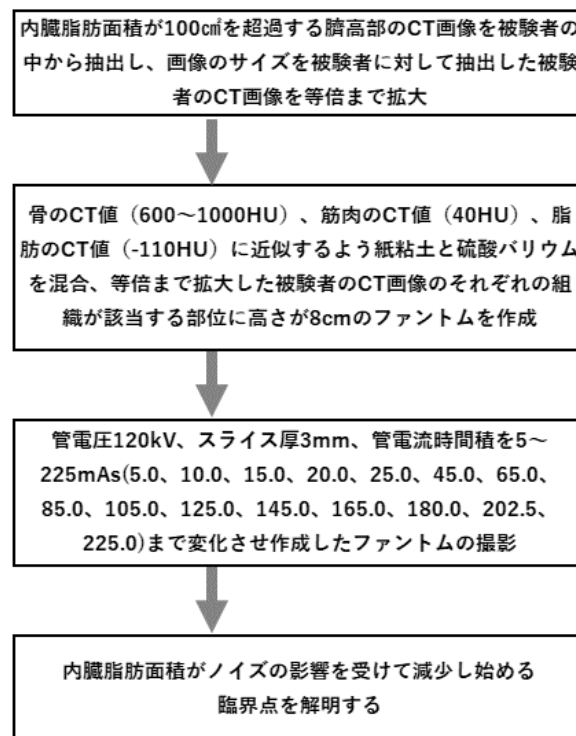 内臓脂肪面積が100㎠を超過する臍高部のCT画像を被験者の
中から抽出し、画像のサイズを被験者に対して抽出した被験
者のCT画像を等倍まで拡大
骨のCT値（600～1000HU）、筋肉のCT値（40HU）、脂
肪のCT値（-110HU）に近似するよう紙粘土と硫酸バリウム
を混合、等倍まで拡大した被験者のCT画像のそれぞれの組
織が該当する部位に高さが8cmのファントムを作成
管電圧120kV、スライス厚3mm、管電流時間積を5～
225mAs(5.0、10.0、15.0、20.0、25.0、45.0、65.0、
85.0、105.0、125.0、145.0、165.0、180.0、202.5、
225.0)まで変化させ作成したファントムの撮影
内臓脂肪面積がノイズの影響を受けて減少し始める
臨界点を解明する